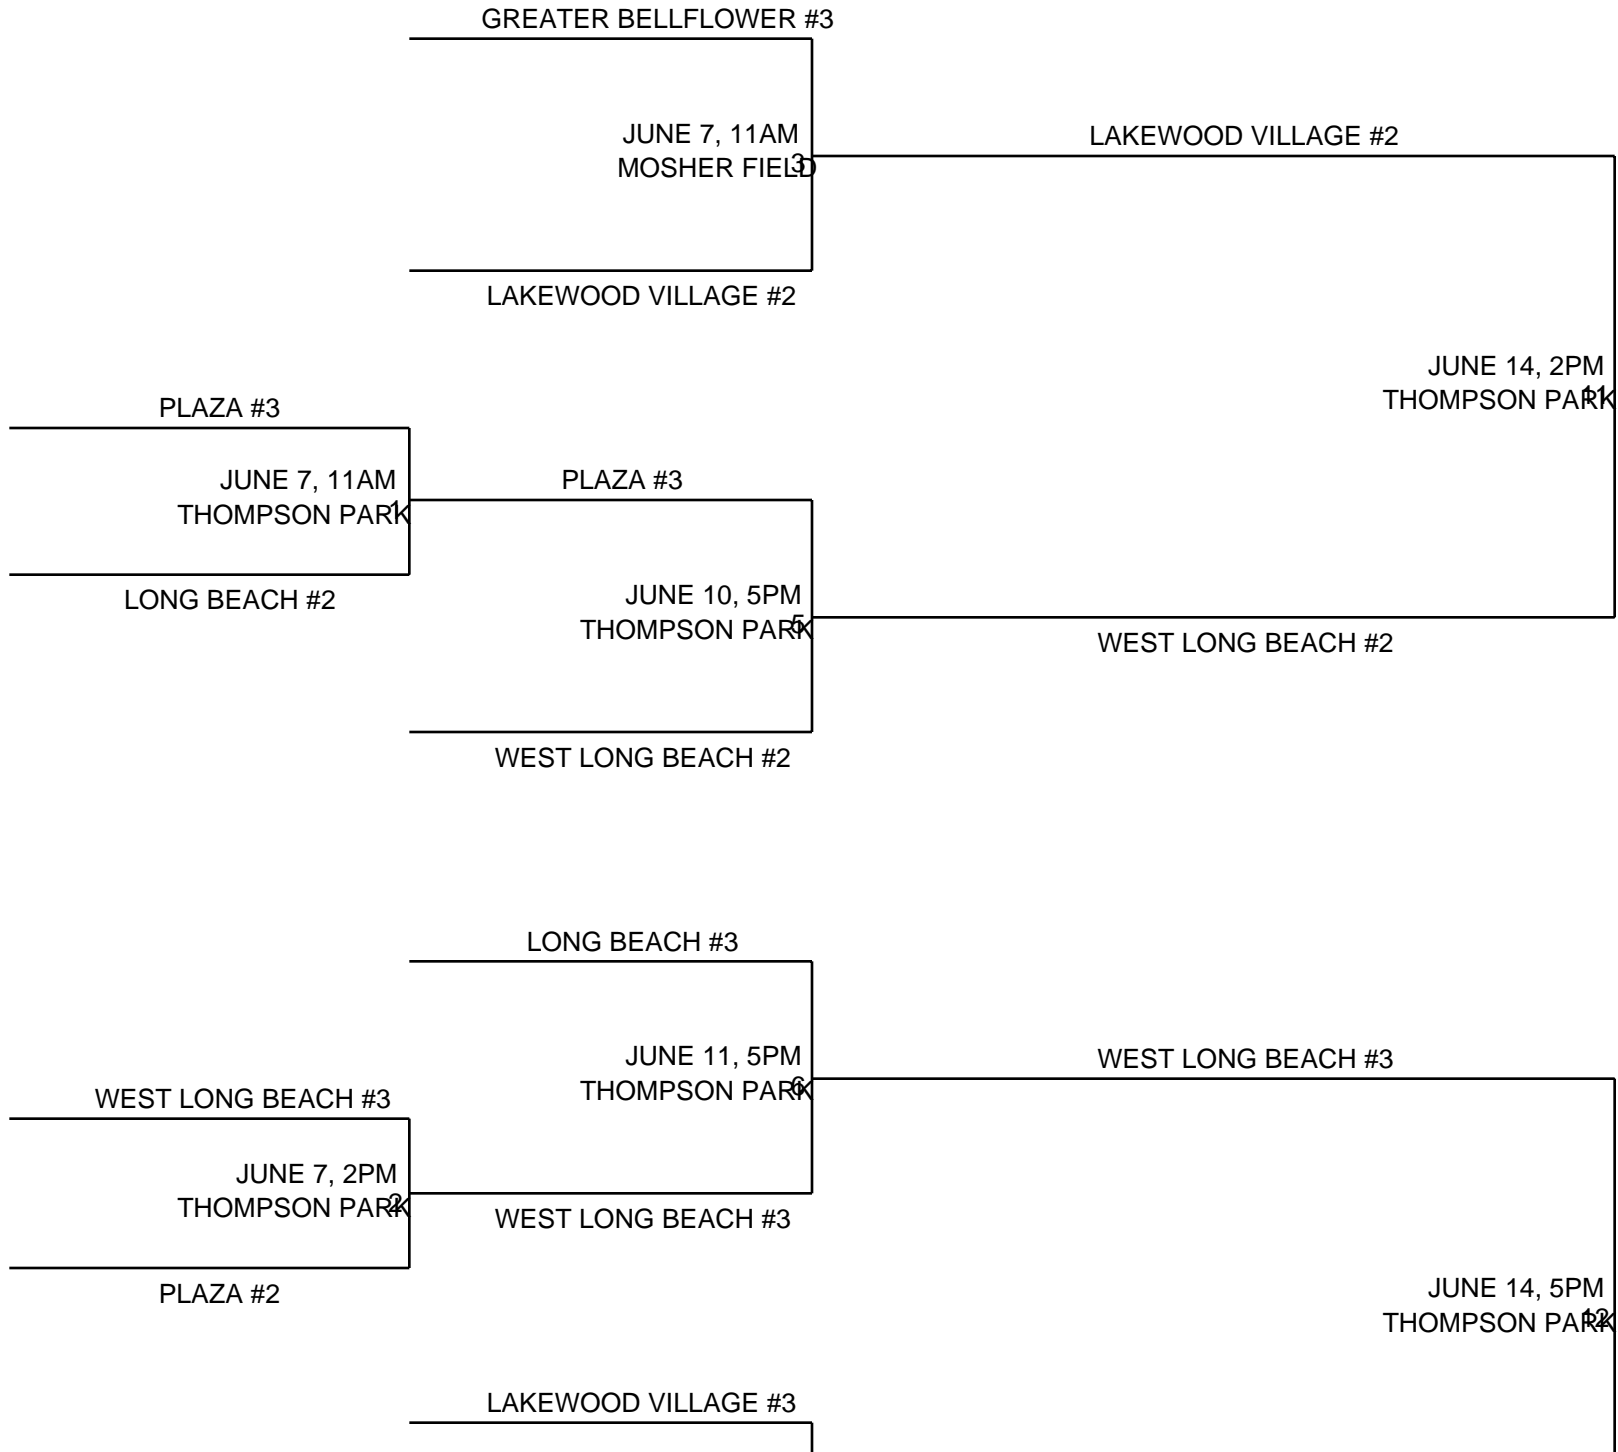 GREATER BELLFLOWER #3
JUNE 7, 11AM
MOSHER FIELD
3
LAKEWOOD VILLAGE #2
LAKEWOOD VILLAGE #2
JUNE 14, 2PM
THOMPSON PARK
11
PLAZA #3
JUNE 7, 11AM
THOMPSON PARK
1
LONG BEACH #2
PLAZA #3
JUNE 10, 5PM
THOMPSON PARK
5
WEST LONG BEACH #2
WEST LONG BEACH #2
LONG BEACH #3
JUNE 11, 5PM
THOMPSON PARK
6
WEST LONG BEACH #3
WEST LONG BEACH #3
JUNE 7, 2PM
THOMPSON PARK
2
WEST LONG BEACH #3
PLAZA #2
JUNE 14, 5PM
THOMPSON PARK
12
LAKEWOOD VILLAGE #3